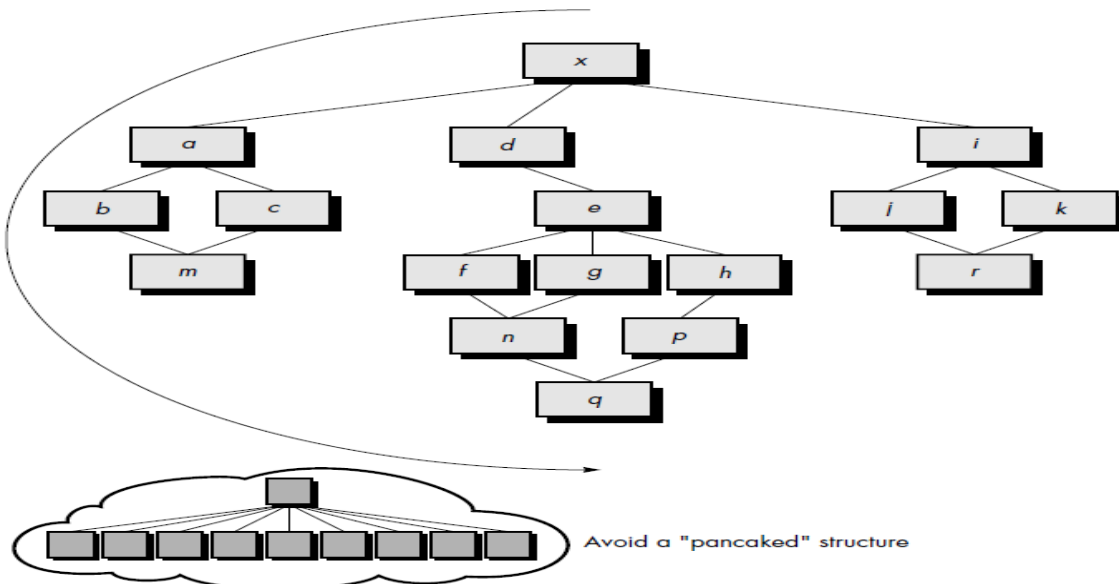 x
a d i
b c e j k
m f g h r
n p
q
Avoid a "pancaked" structure